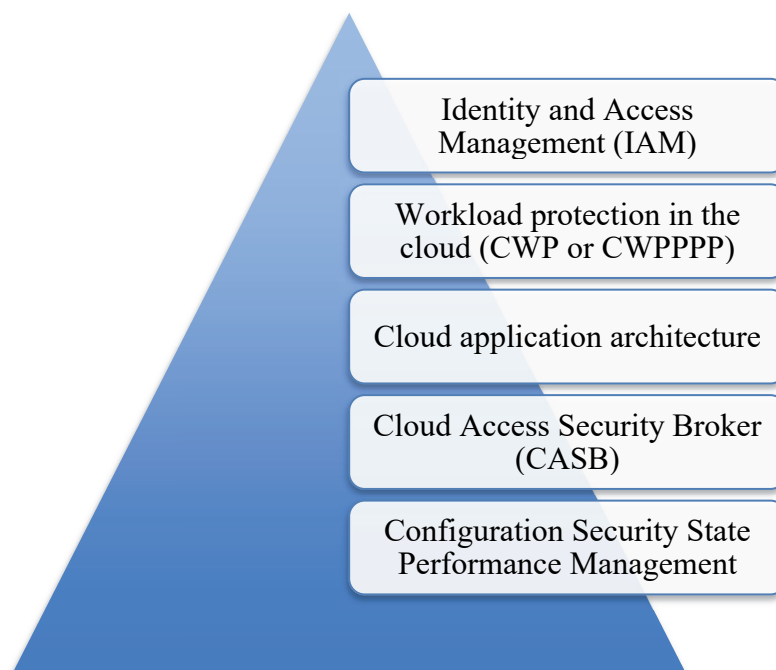 Identity and Access
Management (IAM)
Workload protection in the
cloud (CWP or CWPPPP)
Cloud application architecture
Cloud Access Security Broker
(CASB)
Configuration Security State
Performance Management